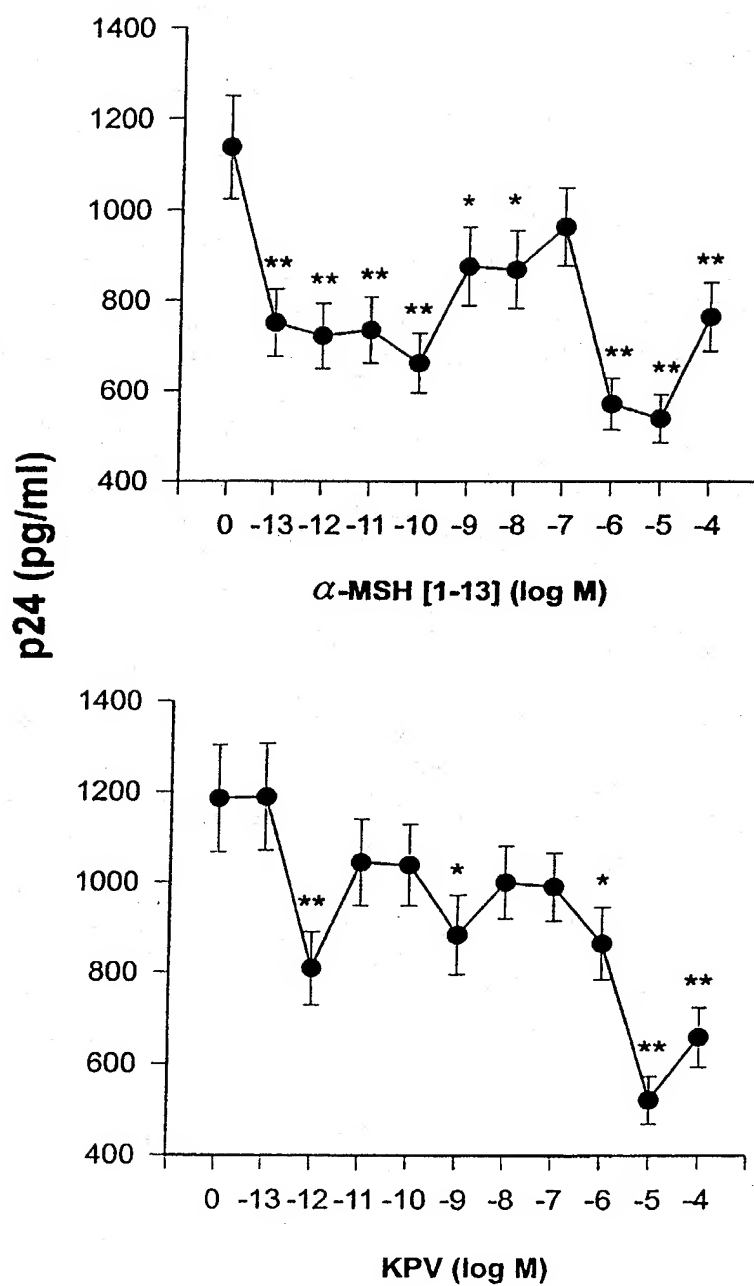 p24 (pg/ml)
1400
1200
1000
800
600
400
** ** ** ** * * ** ** **
0 -13 -12 -11 -10 -9 -8 -7 -6 -5 -4
α-MSH [1-13] (log M)
1400
1200
1000
800
600
400
** * * ** **
0 -13 -12 -11 -10 -9 -8 -7 -6 -5 -4
KPV (log M)